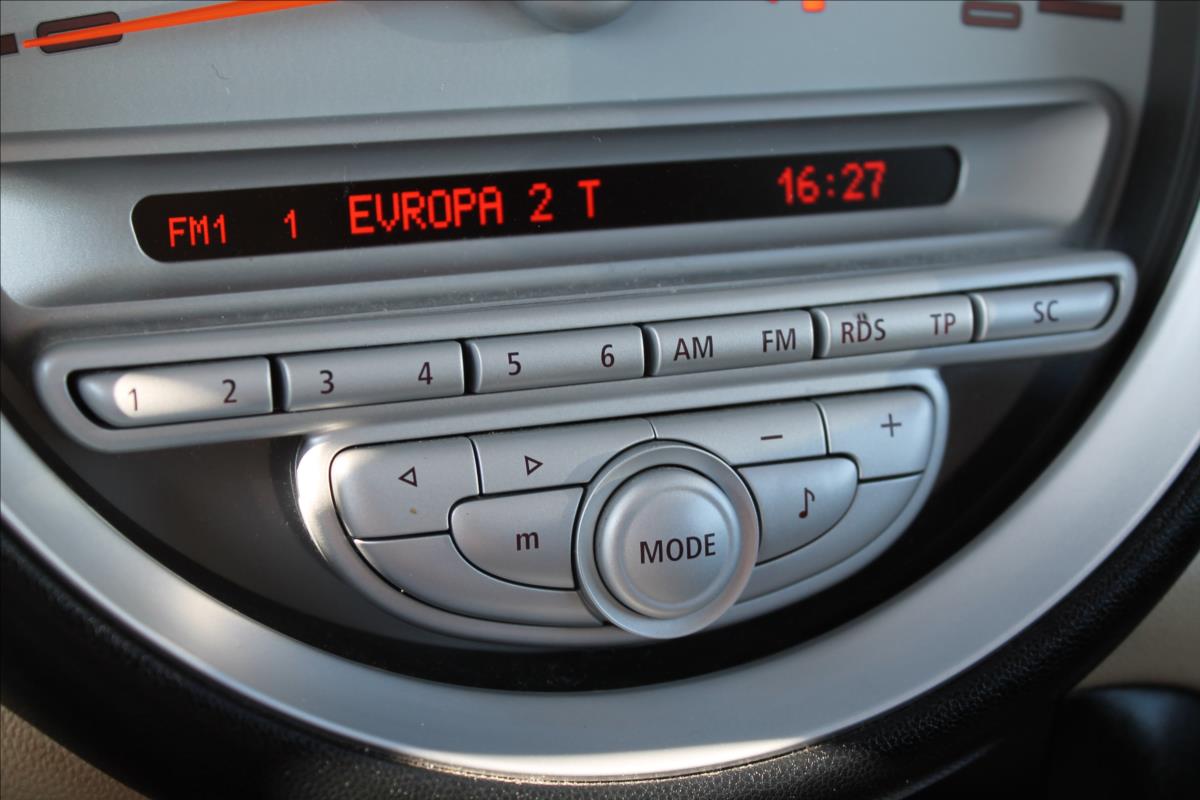 FM1 1 EVROPA 2 T 16:27
1 2 3 4 5 6 AM FM RDS TP SC
− +
m MODE